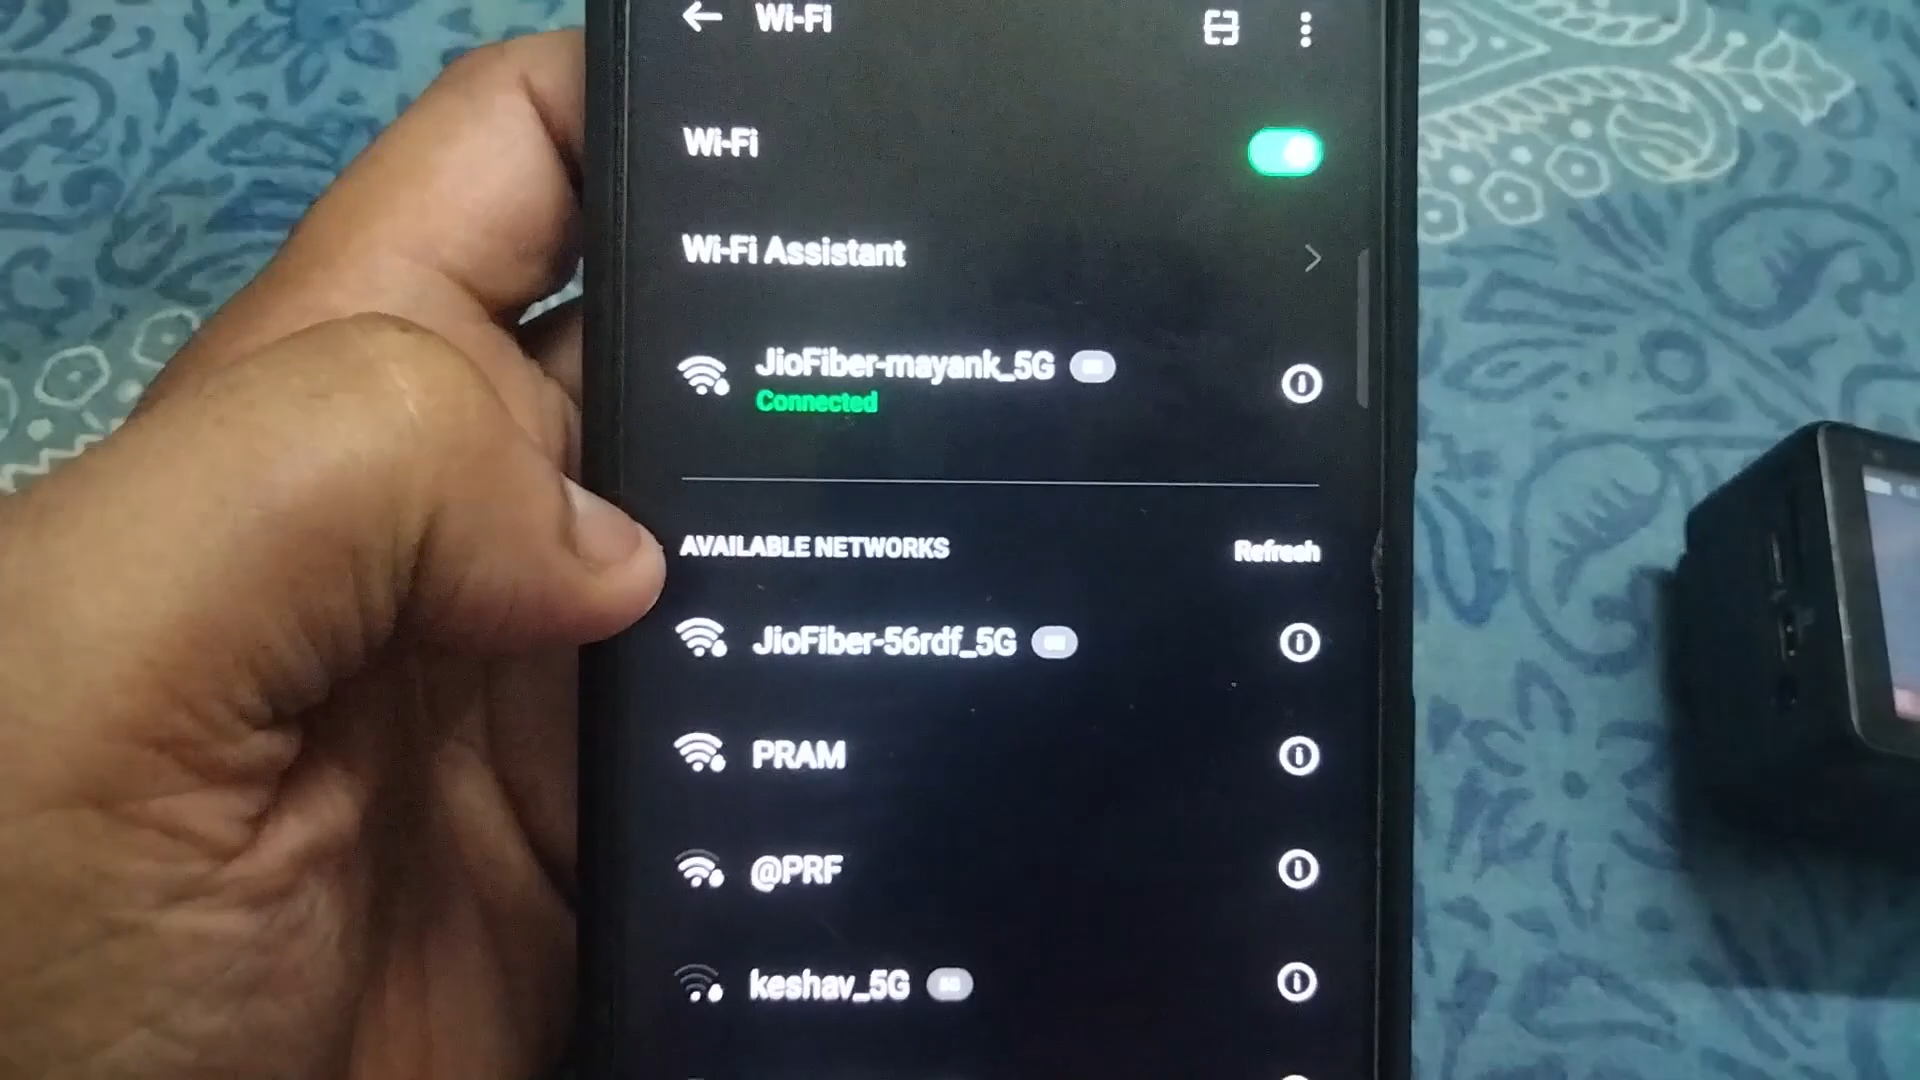 Wi-Fi
Wi-Fi
Wi-Fi Assistant
JioFiber-mayank_5G
Connected
AVAILABLE NETWORKS
Refresh
JioFiber-56rdf_5G
PRAM
@PRF
keshav_5G